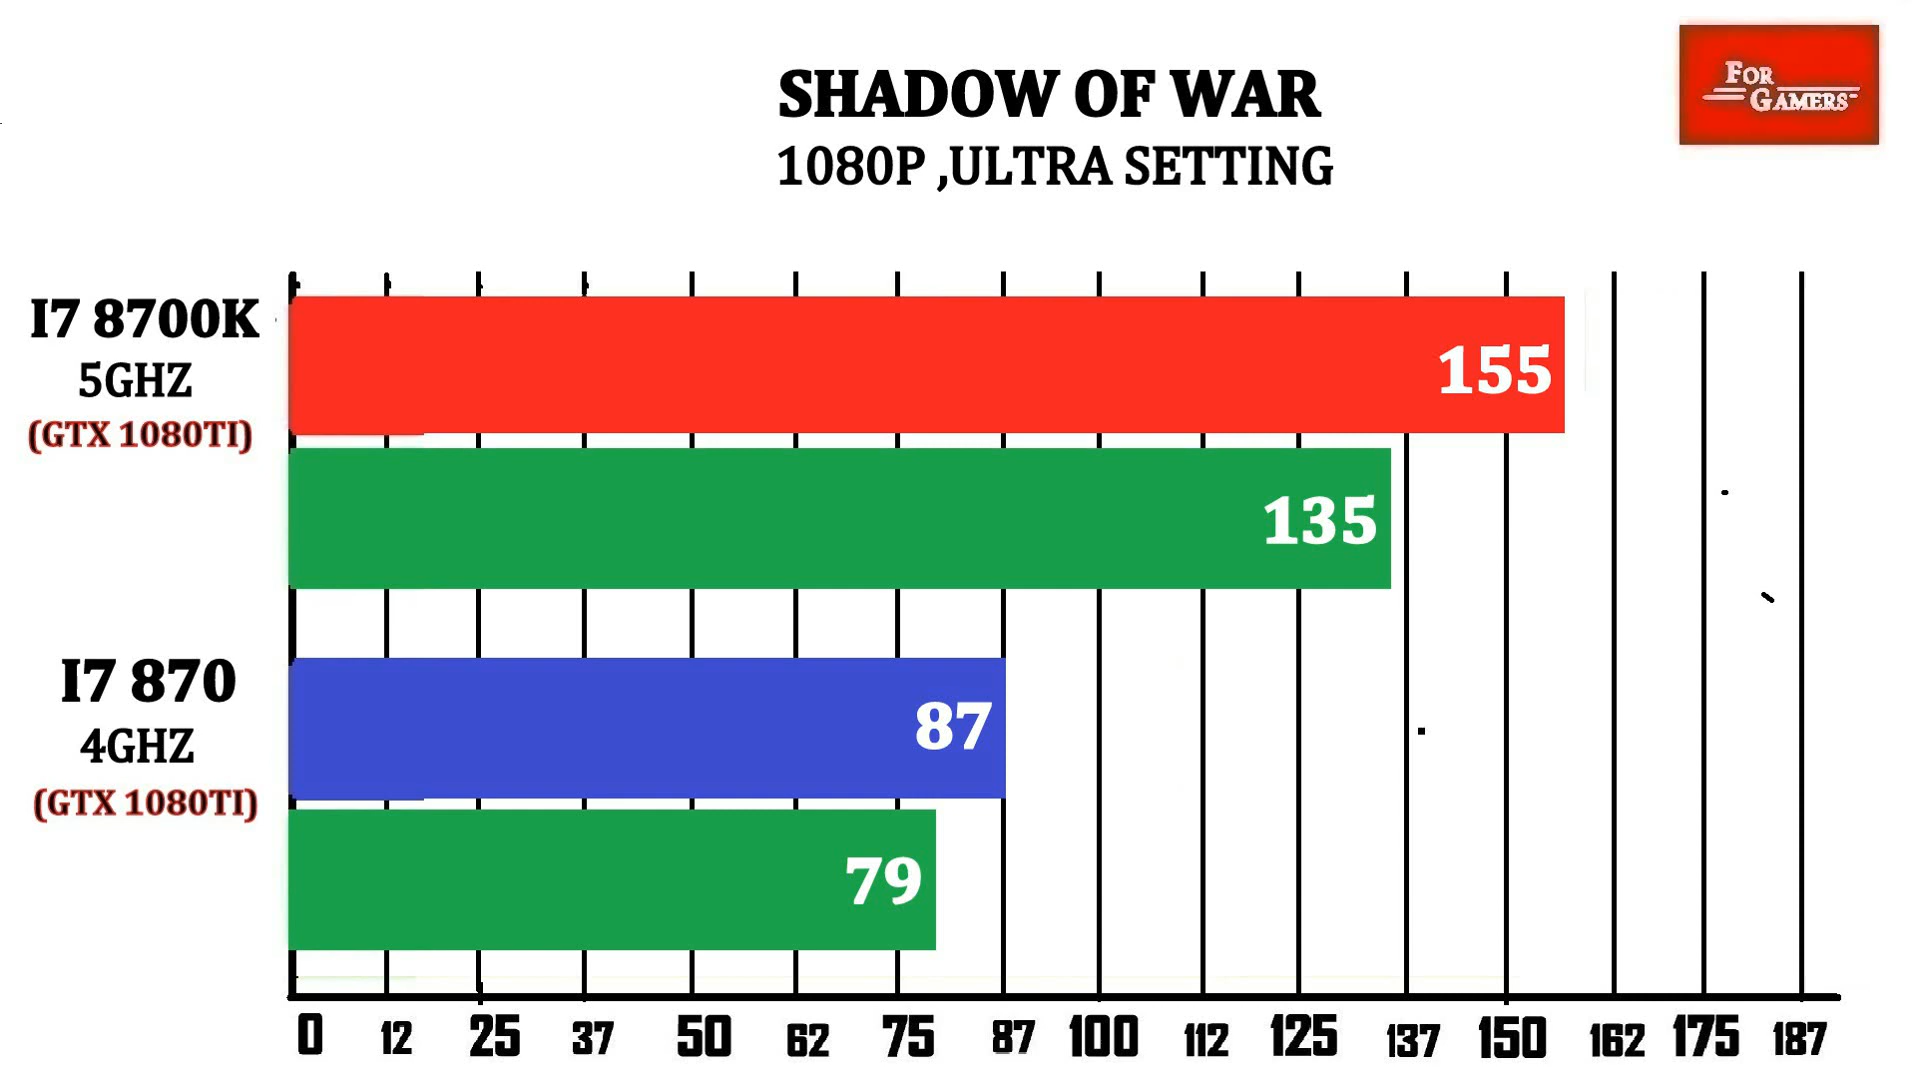 SHADOW OF WAR
1080P ,ULTRA SETTING
FOR
GAMERS
I7 8700K
5GHZ
(GTX 1080TI)
155
135
I7 870
4GHZ
(GTX 1080TI)
87
79
0 12 25 37 50 62 75 87 100 112 125 137 150 162 175 187